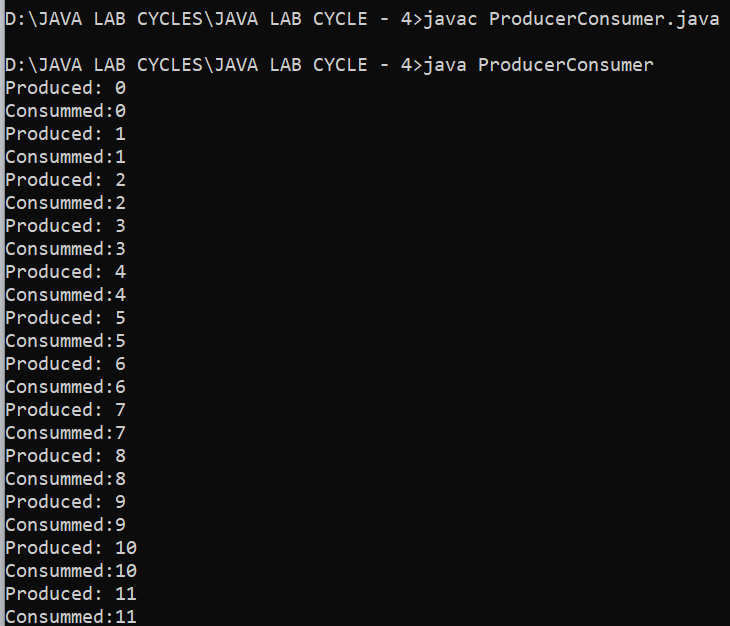 D:\JAVA LAB CYCLES\JAVA LAB CYCLE - 4>javac ProducerConsumer.java
D:\JAVA LAB CYCLES\JAVA LAB CYCLE - 4>java ProducerConsumer
Produced: 0
Consummed:0
Produced: 1
Consummed:1
Produced: 2
Consummed:2
Produced: 3
Consummed:3
Produced: 4
Consummed:4
Produced: 5
Consummed:5
Produced: 6
Consummed:6
Produced: 7
Consummed:7
Produced: 8
Consummed:8
Produced: 9
Consummed:9
Produced: 10
Consummed:10
Produced: 11
Consummed:11